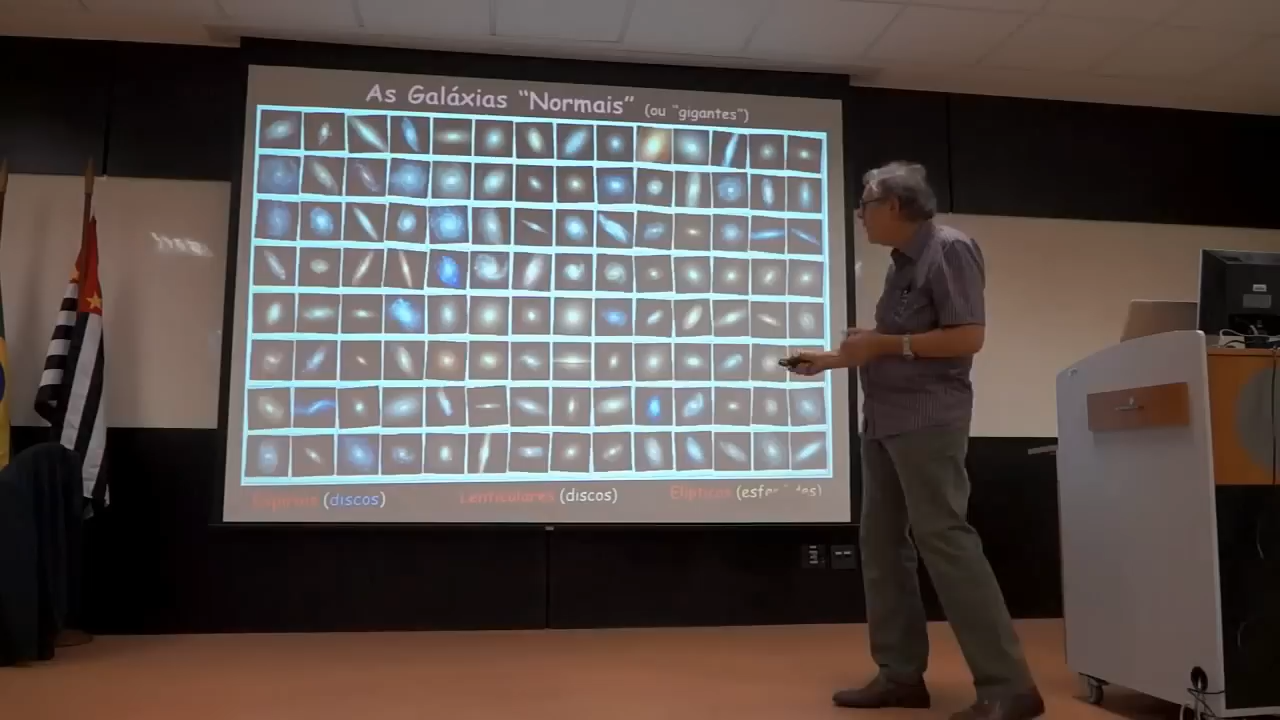 As Galáxias “Normais” (ou “gigantes”)
Espirais (discos) Lenticulares (discos) Elípticas